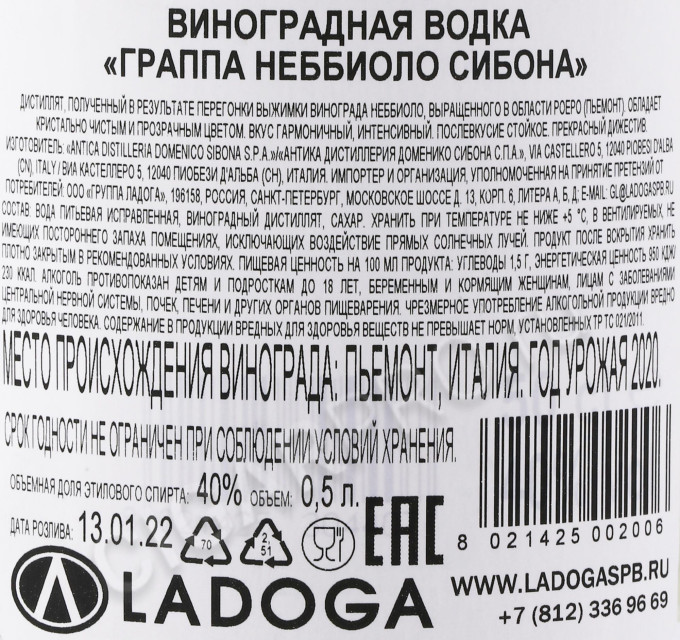 ВИНОГРАДНАЯ ВОДКА
«ГРАППА НЕББИОЛО СИБОНА»
ДИСТИЛЛЯТ, ПОЛУЧЕННЫЙ В РЕЗУЛЬТАТЕ ПЕРЕГОНКИ ВЫЖИМКИ ВИНОГРАДА НЕББИОЛО, ВЫРАЩЕННОГО В ОБЛАСТИ РОЕРО (ПЬЕМОНТ). ОБЛАДАЕТ
КРИСТАЛЬНО ЧИСТЫМ И ПРОЗРАЧНЫМ ЦВЕТОМ. ВКУС ГАРМОНИЧНЫЙ, ИНТЕНСИВНЫЙ. ПОСЛЕВКУСИЕ СТОЙКОЕ. ПРЕКРАСНЫЙ ДИЖЕСТИВ.
ИЗГОТОВИТЕЛЬ: «ANTICA DISTILLERIA DOMENICO SIBONA S.P.A.»/«АНТИКА ДИСТИЛЛЕРИЯ ДОМЕНИКО СИБОНА С.П.А.», VIA CASTELLERO 5, 12040 PIOBESI D'ALBA
(CN), ITALY / ВИА КАСТЕЛЛЕРО 5, 12040 ПИОБЕЗИ Д'АЛЬБА (CH), ИТАЛИЯ. ИМПОРТЕР И ОРГАНИЗАЦИЯ, УПОЛНОМОЧЕННАЯ НА ПРИНЯТИЕ ПРЕТЕНЗИЙ ОТ
ПОТРЕБИТЕЛЕЙ: ООО «ГРУППА ЛАДОГА», 196158, РОССИЯ, САНКТ-ПЕТЕРБУРГ, МОСКОВСКОЕ ШОССЕ Д. 13, КОРП. 6, ЛИТЕРА А, Б, Д; E-MAIL: GL@LADOGASPB.RU
СОСТАВ: ВОДА ПИТЬЕВАЯ ИСПРАВЛЕННАЯ, ВИНОГРАДНЫЙ ДИСТИЛЛЯТ, САХАР. ХРАНИТЬ ПРИ ТЕМПЕРАТУРЕ НЕ НИЖЕ +5 °С, В ВЕНТИЛИРУЕМЫХ, НЕ
ИМЕЮЩИХ ПОСТОРОННЕГО ЗАПАХА ПОМЕЩЕНИЯХ, ИСКЛЮЧАЮЩИХ ВОЗДЕЙСТВИЕ ПРЯМЫХ СОЛНЕЧНЫХ ЛУЧЕЙ. ПРОДУКТ ПОСЛЕ ВСКРЫТИЯ ХРАНИТЬ
ПЛОТНО ЗАКРЫТЫМ В РЕКОМЕНДОВАННЫХ УСЛОВИЯХ. ПИЩЕВАЯ ЦЕННОСТЬ НА 100 МЛ ПРОДУКТА: УГЛЕВОДЫ 1,5 Г, ЭНЕРГЕТИЧЕСКАЯ ЦЕННОСТЬ 950 КДЖ/
230 ККАЛ. АЛКОГОЛЬ ПРОТИВОПОКАЗАН ДЕТЯМ И ПОДРОСТКАМ ДО 18 ЛЕТ, БЕРЕМЕННЫМ И КОРМЯЩИМ ЖЕНЩИНАМ, ЛИЦАМ С ЗАБОЛЕВАНИЯМИ
ЦЕНТРАЛЬНОЙ НЕРВНОЙ СИСТЕМЫ, ПОЧЕК, ПЕЧЕНИ И ДРУГИХ ОРГАНОВ ПИЩЕВАРЕНИЯ. ЧРЕЗМЕРНОЕ УПОТРЕБЛЕНИЕ АЛКОГОЛЬНОЙ ПРОДУКЦИИ ВРЕДНО
ДЛЯ ЗДОРОВЬЯ ЧЕЛОВЕКА. СОДЕРЖАНИЕ В ПРОДУКЦИИ ВРЕДНЫХ ДЛЯ ЗДОРОВЬЯ ВЕЩЕСТВ НЕ ПРЕВЫШАЕТ НОРМ, УСТАНОВЛЕННЫХ ТР ТС 021/2011.
МЕСТО ПРОИСХОЖДЕНИЯ ВИНОГРАДА: ПЬЕМОНТ, ИТАЛИЯ. ГОД УРОЖАЯ 2020.
СРОК ГОДНОСТИ НЕ ОГРАНИЧЕН ПРИ СОБЛЮДЕНИИ УСЛОВИЙ ХРАНЕНИЯ.
ОБЪЕМНАЯ ДОЛЯ ЭТИЛОВОГО СПИРТА: 40% ОБЪЕМ: 0,5 л.
ДАТА РОЗЛИВА: 13.01.22 70 2, 51 EAC
8 021425 002006
LADOGA
WWW.LADOGASPB.RU
+7 (812) 336 96 69